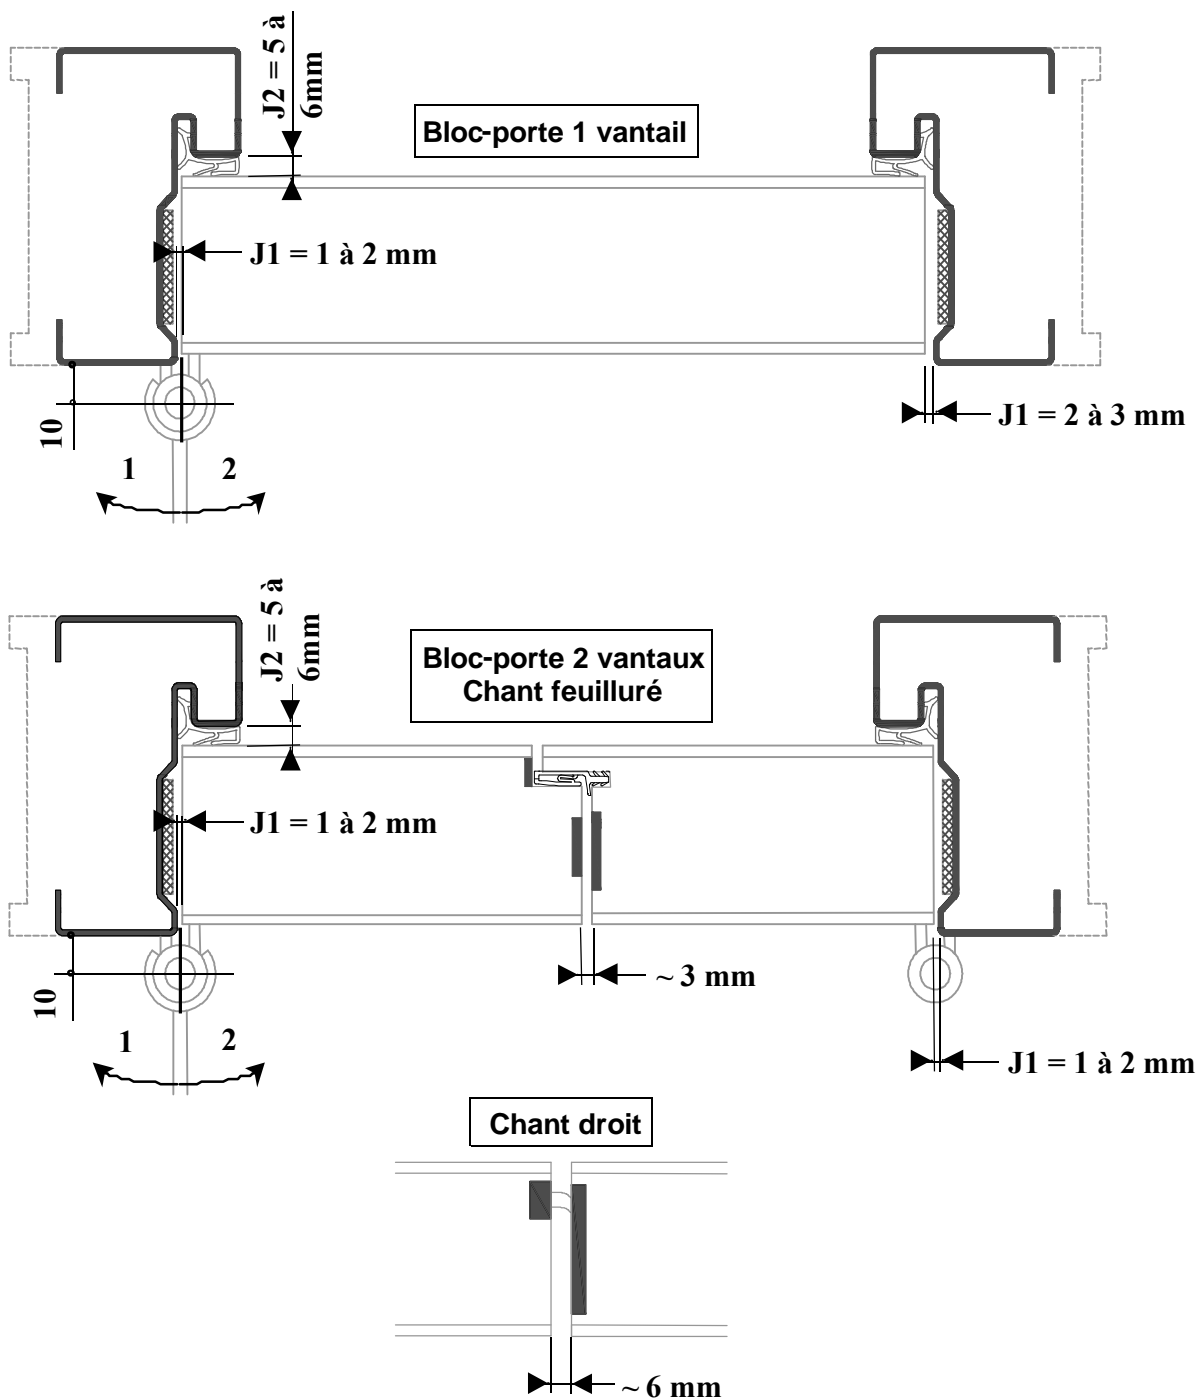 J2 = 5 à
6mm
Bloc-porte 1 vantail
J1 = 1 à 2 mm
J1 = 2 à 3 mm
10
1
2
J2 = 5 à
6mm
Bloc-porte 2 vantaux
Chant feuilluré
J1 = 1 à 2 mm
~ 3 mm
10
1
2
J1 = 1 à 2 mm
Chant droit
~ 6 mm